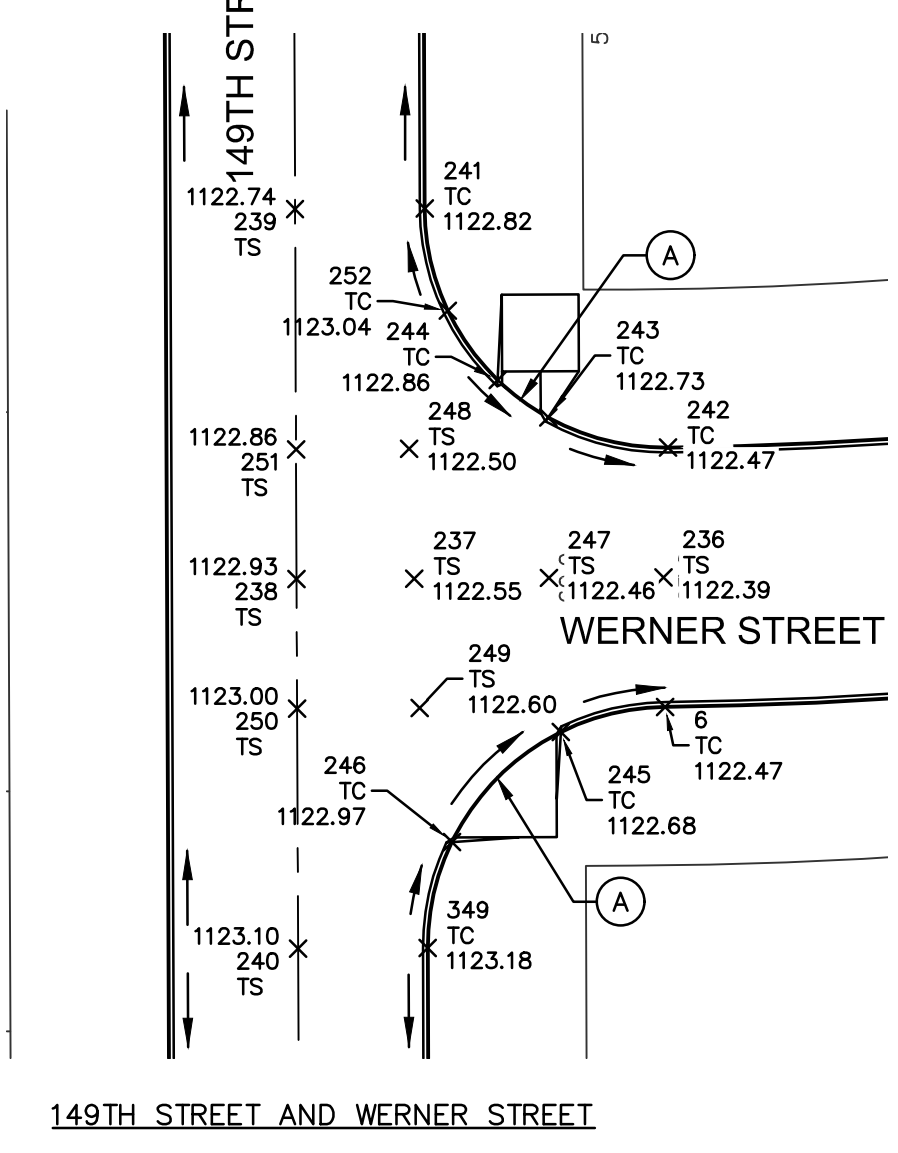 149TH STR
5
1122.74
239
TS
241
TC
1122.82
A
252
TC
1123.04
244
TC
1122.86
243
TC
1122.73
248
TS
1122.50
242
TC
1122.47
1122.86
251
TS
237
TS
1122.55
247
TS
1122.46
236
TS
1122.39
1122.93
238
TS
WERNER STREET
249
TS
1122.60
1123.00
250
TS
6
TC
1122.47
246
TC
1122.97
245
TC
1122.68
A
349
TC
1123.18
1123.10
240
TS
149TH STREET AND WERNER STREET